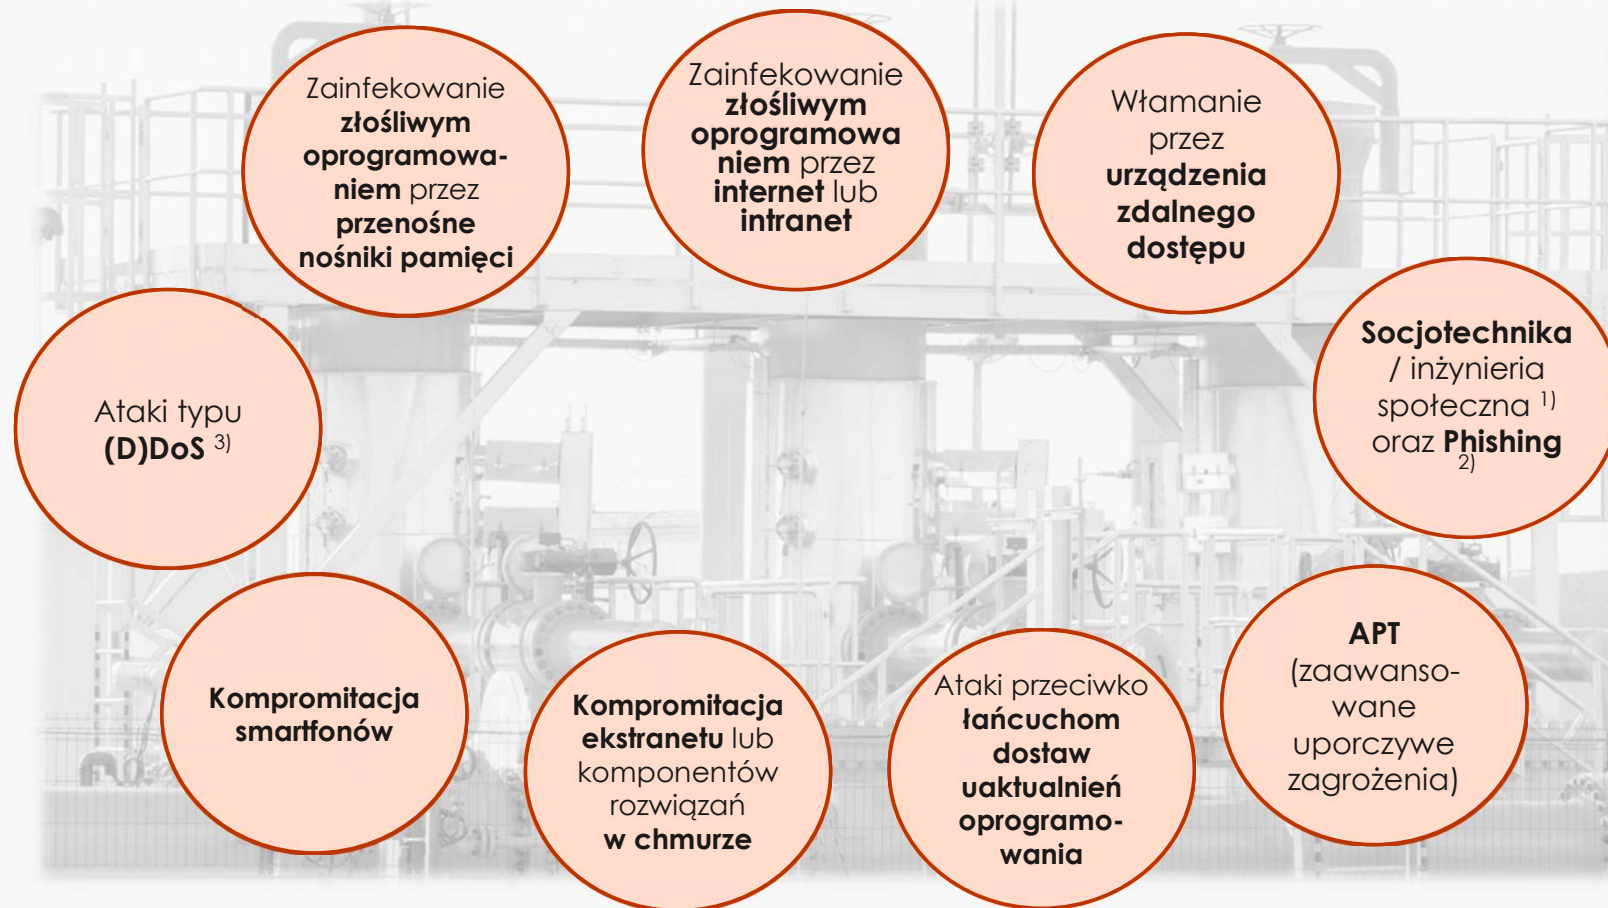 Zainfekowanie
złośliwym
oprogramowa-
niem przez
przenośne
nośniki pamięci
Zainfekowanie
złośliwym
oprogramowa
niem przez
internet lub
intranet
Włamanie
przez
urządzenia
zdalnego
dostępu
Socjotechnika
/ inżynieria
społeczna 1)
oraz Phishing
2)
APT
(zaawanso-
wane
uporczywe
zagrożenia)
Ataki przeciwko
łańcuchom
dostaw
uaktualnień
oprogramo-
wania
Kompromitacja
ekstranetu lub
komponentów
rozwiązań
w chmurze
Kompromitacja
smartfonów
Ataki typu
(D)DoS 3)